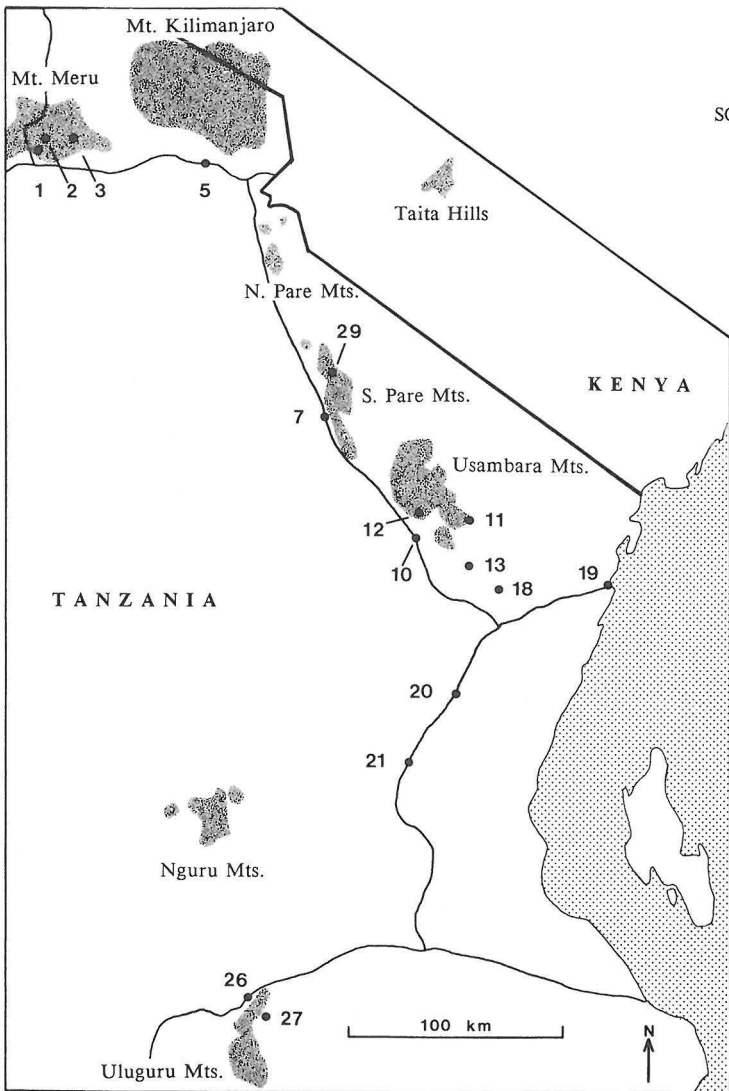 Mt. Kilimanjaro
Mt. Meru
SC
1 2 3 5
Taita Hills
N. Pare Mts.
29
KENYA
S. Pare Mts.
7
Usambara Mts.
12 11
10 13
18 19
TANZANIA
20
21
Nguru Mts.
26
27
100 km
N
Uluguru Mts.